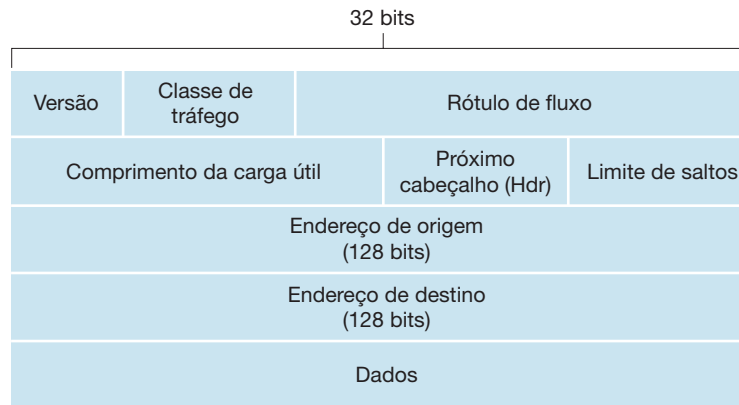 32 bits
Versão
Classe de
tráfego
Rótulo de fluxo
Comprimento da carga útil
Próximo
cabeçalho (Hdr)
Limite de saltos
Endereço de origem
(128 bits)
Endereço de destino
(128 bits)
Dados